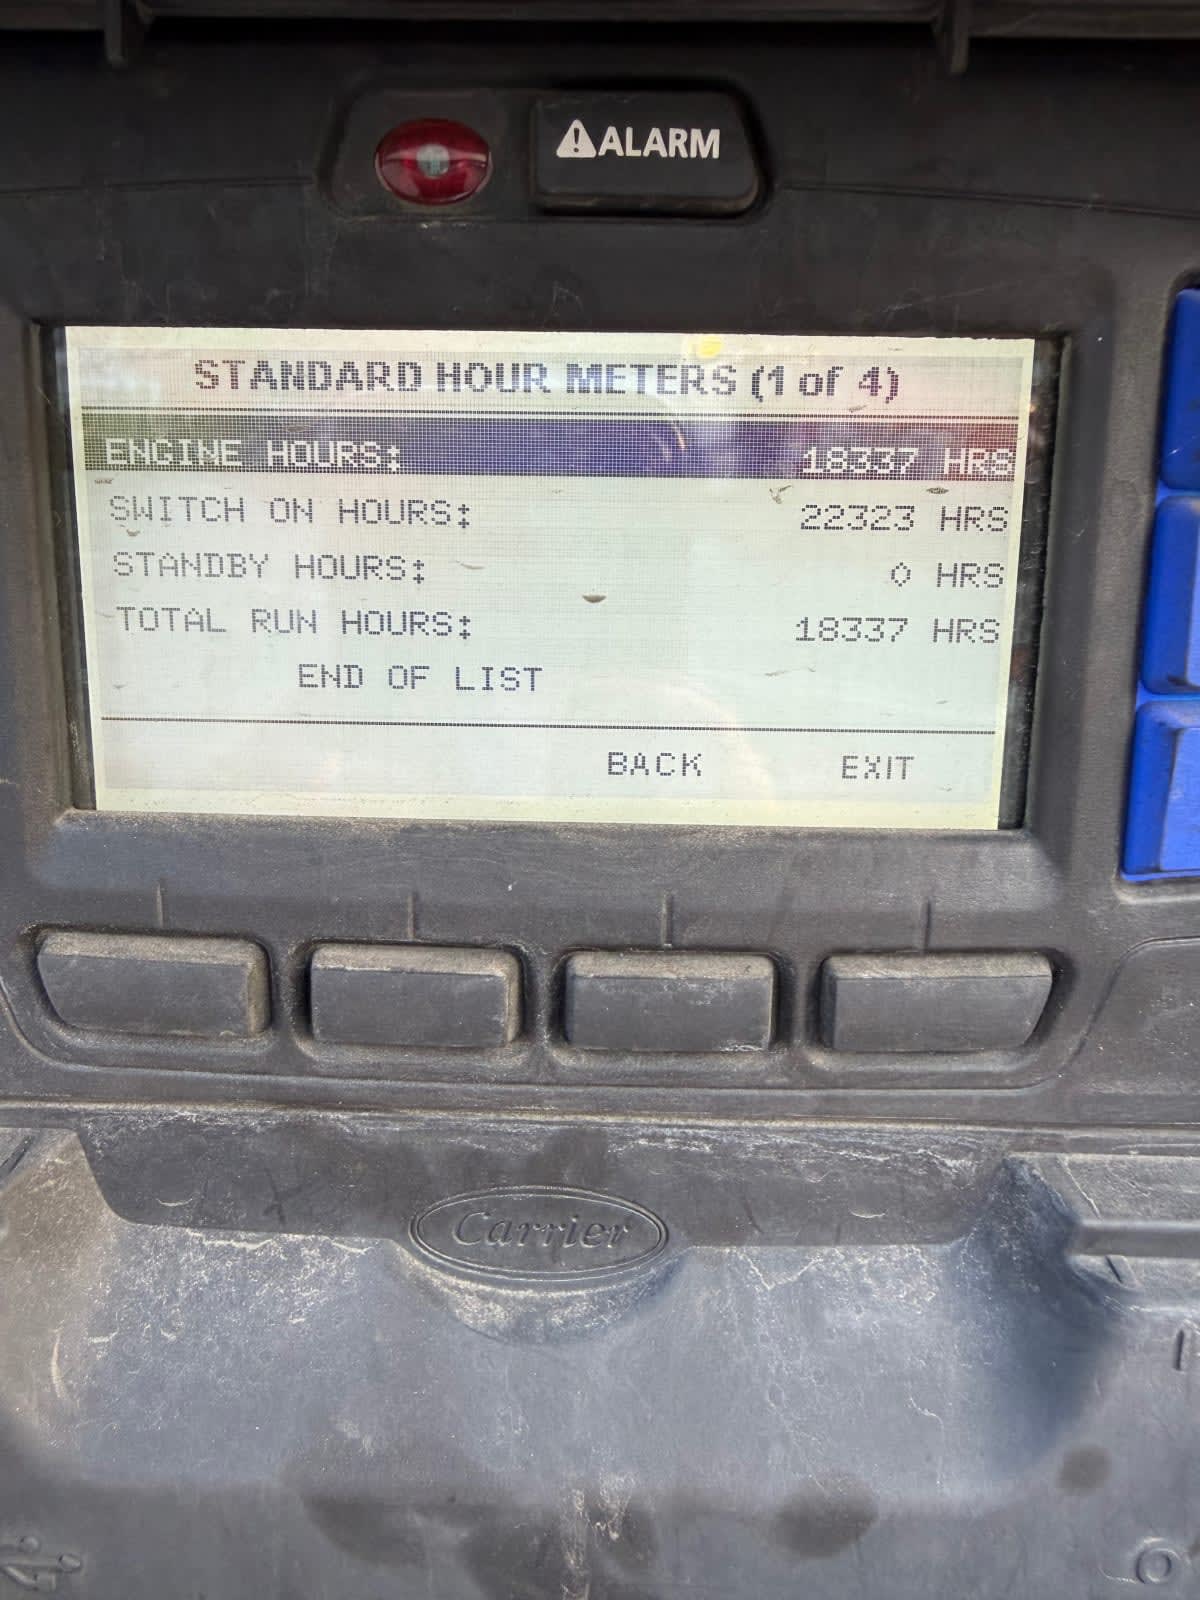 ⚠ALARM
STANDARD HOUR METERS (1 of 4)
ENGINE HOURS: 18337 HRS
SWITCH ON HOURS: 22323 HRS
STANDBY HOURS: 0 HRS
TOTAL RUN HOURS: 18337 HRS
END OF LIST
BACK EXIT
Carrier